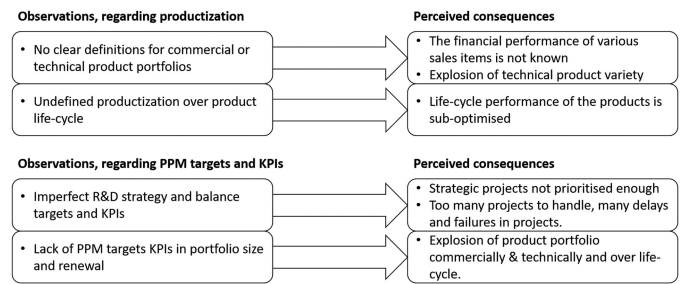 Observations, regarding productization
Perceived consequences
• No clear definitions for commercial or
technical product portfolios
• The financial performance of various
sales items is not known
• Explosion of technical product variety
• Undefined productization over product
life-cycle
• Life-cycle performance of the products is
sub-optimised
Observations, regarding PPM targets and KPIs
Perceived consequences
• Imperfect R&D strategy and balance
targets and KPIs
• Strategic projects not prioritised enough
• Too many projects to handle, many delays
and failures in projects.
• Lack of PPM targets KPIs in portfolio size
and renewal
• Explosion of product portfolio
commercially & technically and over life-
cycle.